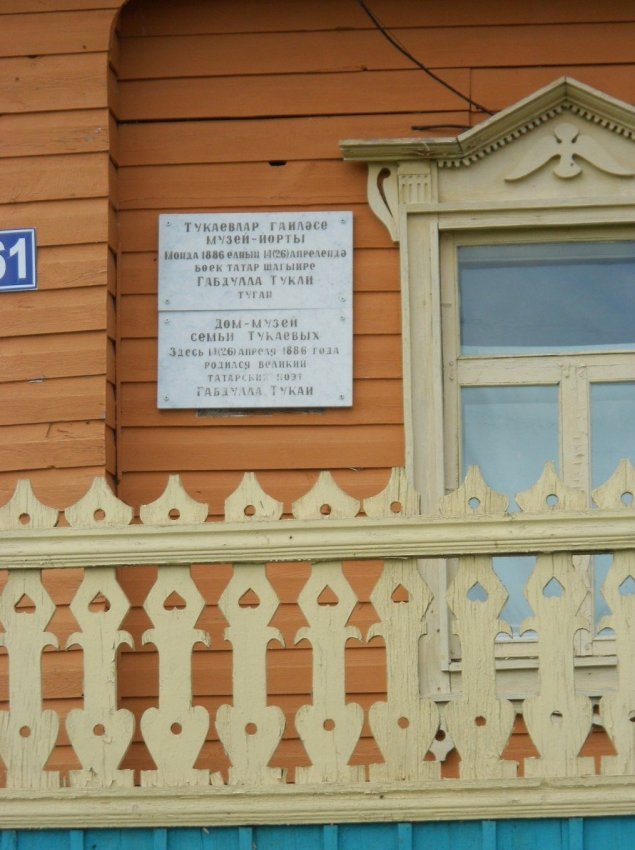 61
ТУКАЕВЛАР ГАИЛӘСЕ
МУЗЕЙ-ЙОРТЫ
МОНДА 1886 ЕЛНЫҢ 14(26) АПРЕЛЕНДӘ
БӨЕК ТАТАР ШАГЫЙРЕ
ГАБДУЛЛА ТУКАЙ
ТУГАН
ДОМ-МУЗЕЙ
СЕМЬИ ТУКАЕВЫХ
ЗДЕСЬ 14(26) АПРЕЛЯ 1886 ГОДА
РОДИЛСЯ ВЕЛИКИЙ
ТАТАРСКИЙ ПОЭТ
ГАБДУЛЛА ТУКАЙ